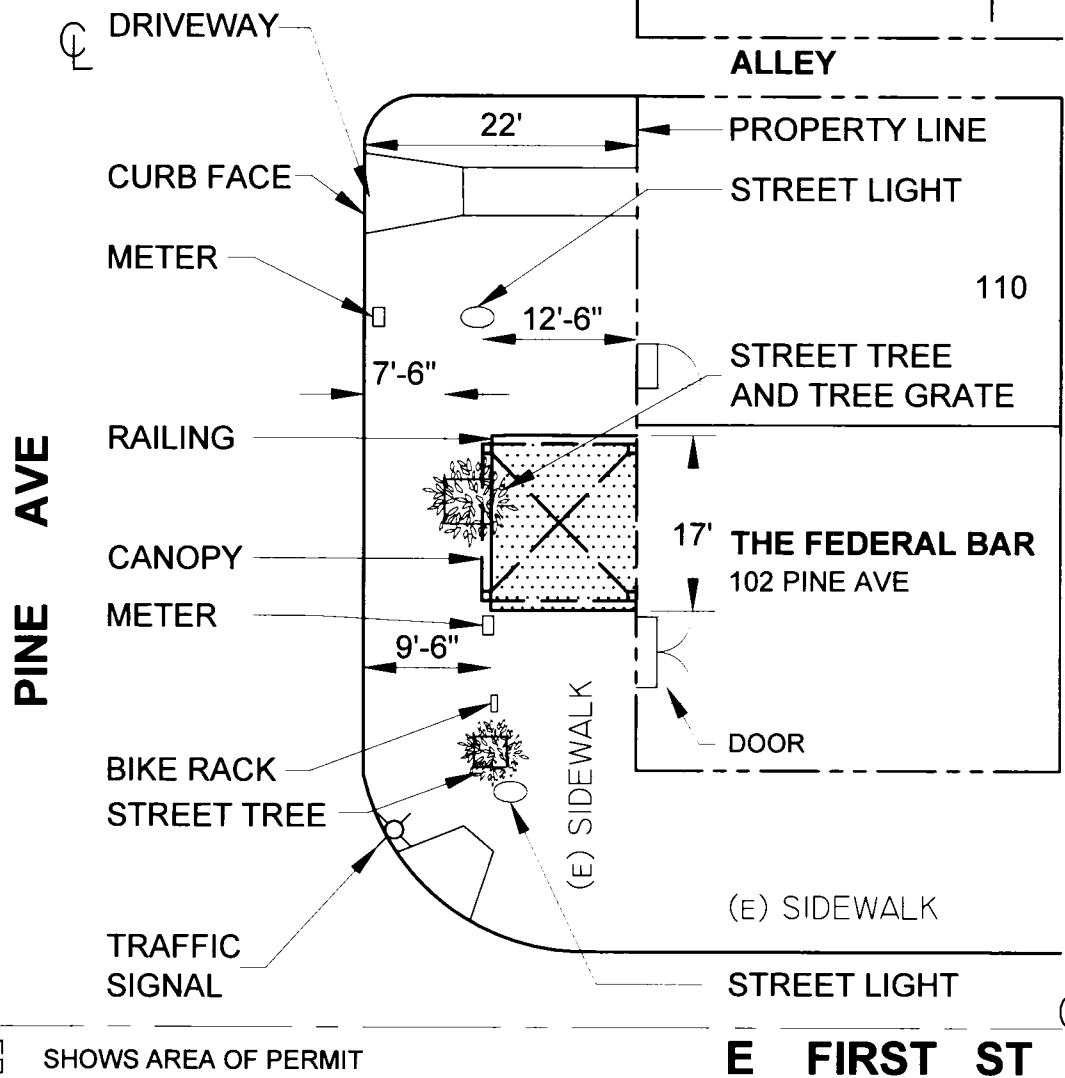 DRIVEWAY
ALLEY
22'
PROPERTY LINE
CURB FACE
STREET LIGHT
METER
110
12'-6"
7'-6"
STREET TREE
AND TREE GRATE
RAILING
PINE AVE
17'
THE FEDERAL BAR
102 PINE AVE
CANOPY
METER
9'-6"
(E) SIDEWALK
DOOR
BIKE RACK
STREET TREE
(E) SIDEWALK
TRAFFIC
SIGNAL
STREET LIGHT
SHOWS AREA OF PERMIT
E FIRST ST